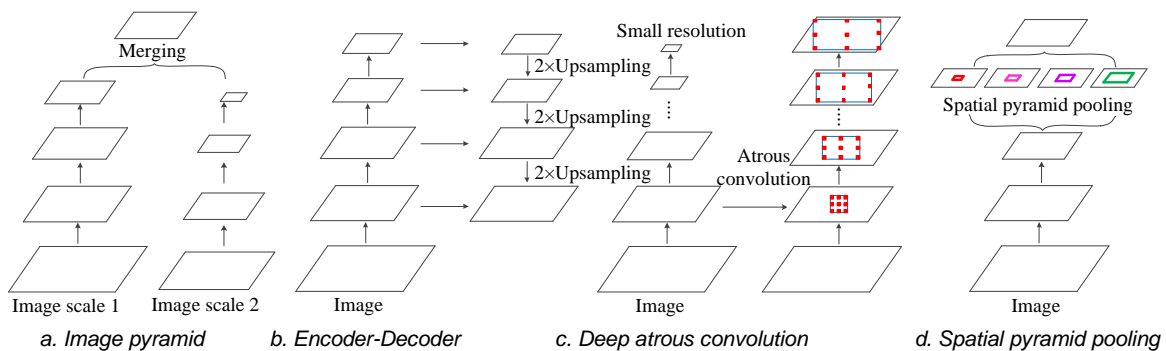 Merging
Image scale 1
Image scale 2
a. Image pyramid
2×Upsampling
2×Upsampling
2×Upsampling
Image
b. Encoder-Decoder
Small resolution
Atrous
convolution
Image
c. Deep atrous convolution
Spatial pyramid pooling
Image
d. Spatial pyramid pooling